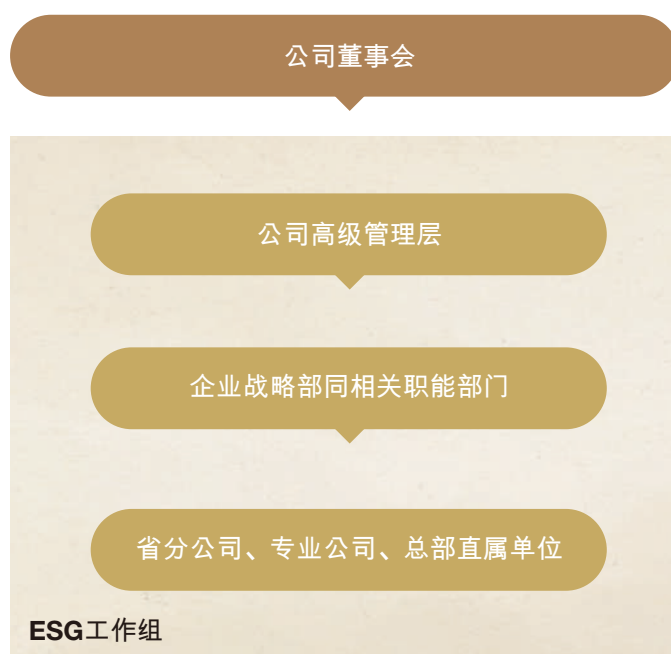 公司董事会
公司高级管理层
企业战略部同相关职能部门
省分公司、专业公司、总部直属单位
ESG工作组